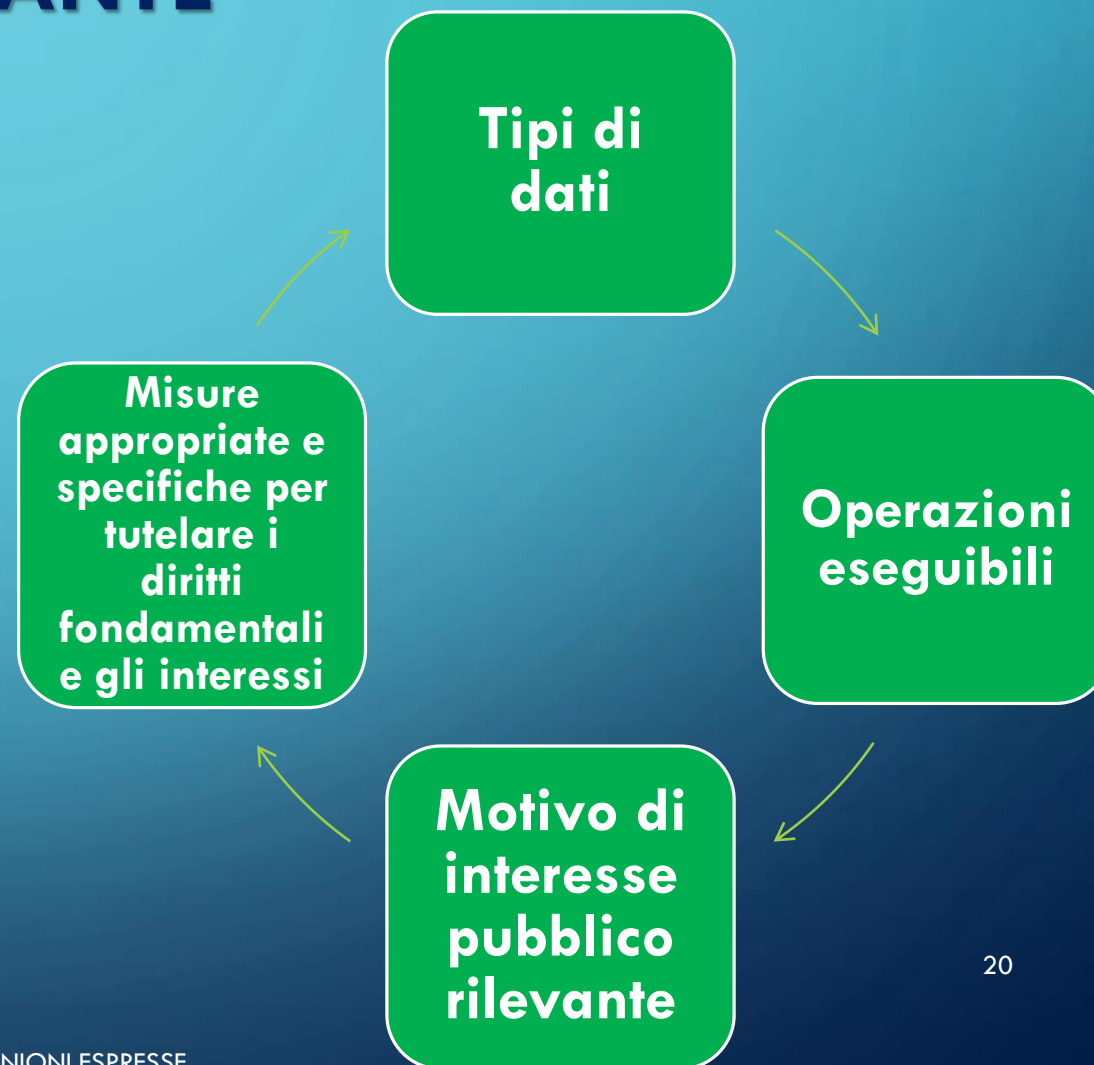 Tipi di
dati
Operazioni
eseguibili
Motivo di
interesse
pubblico
rilevante
Misure
appropriate e
specifiche per
tutelare i
diritti
fondamentali
e gli interessi
20
ESPRESSE